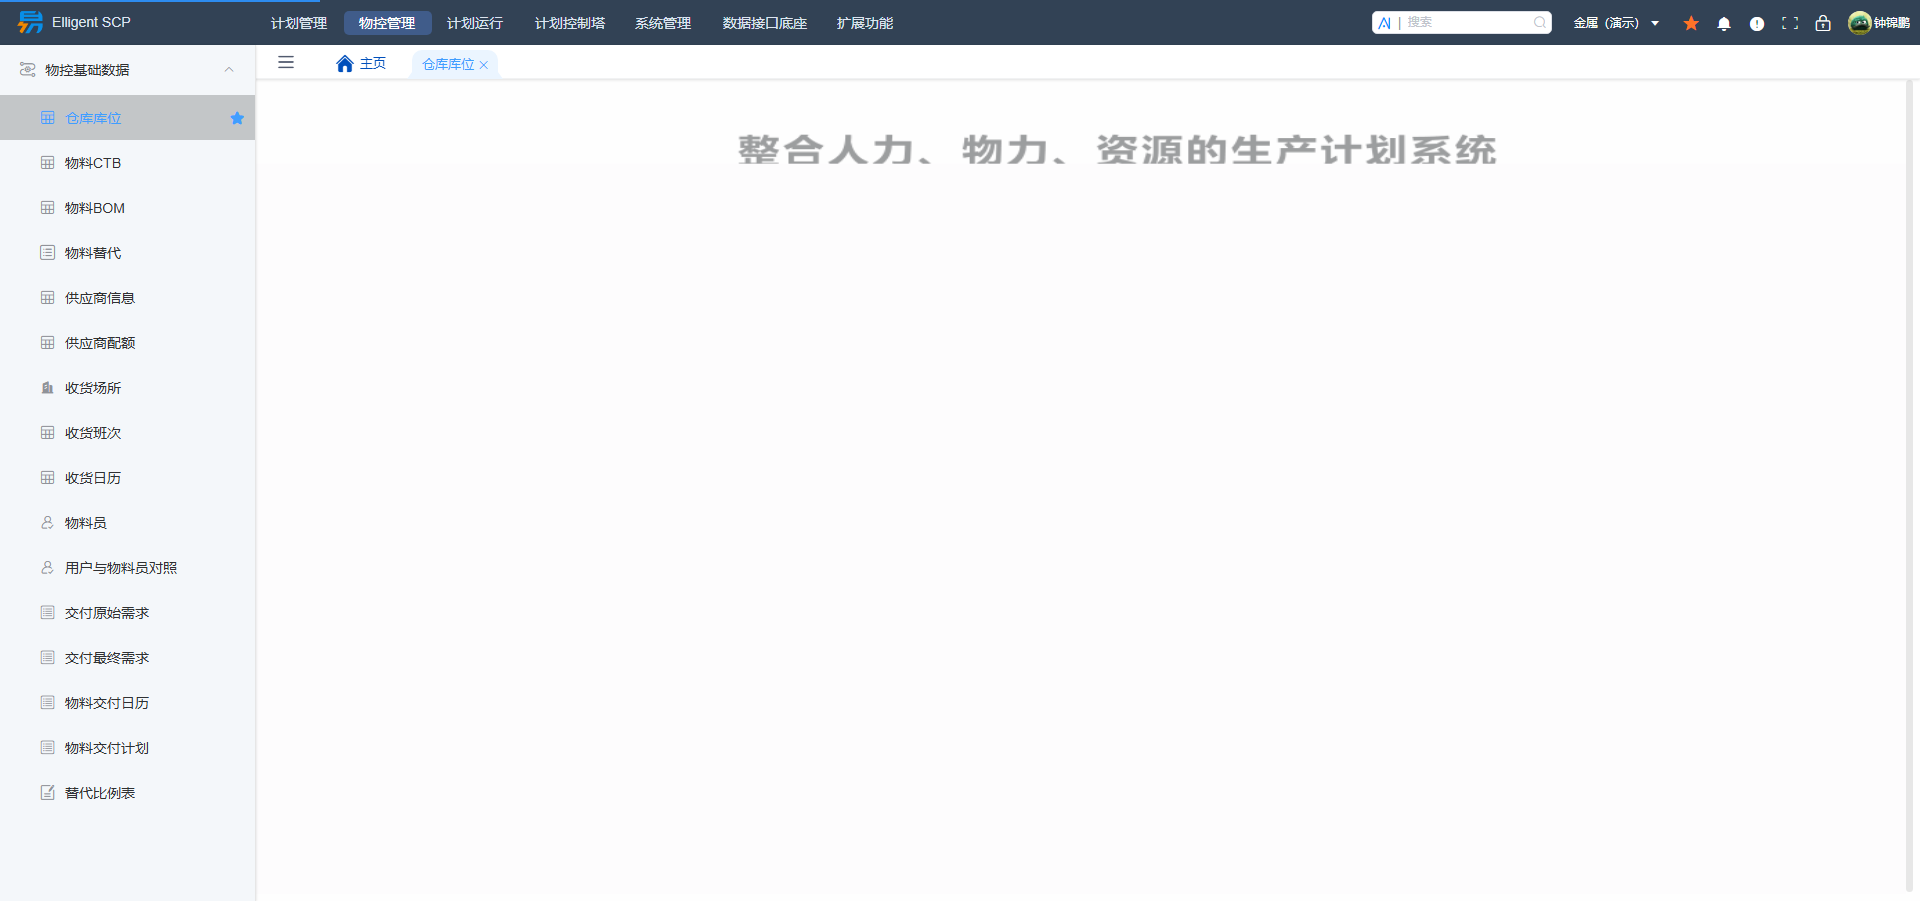 Elligent SCP
计划管理 物控管理 计划运行 计划控制塔 系统管理 数据接口底座 扩展功能
搜索
金属（演示）
钟锦鹏
物控基础数据
主页
仓库库位
仓库库位
物料CTB
物料BOM
物料替代
供应商信息
供应商配额
收货场所
收货班次
收货日历
物料员
用户与物料员对照
交付原始需求
交付最终需求
物料交付日历
物料交付计划
替代比例表
整合人力、物力、资源的生产计划系统